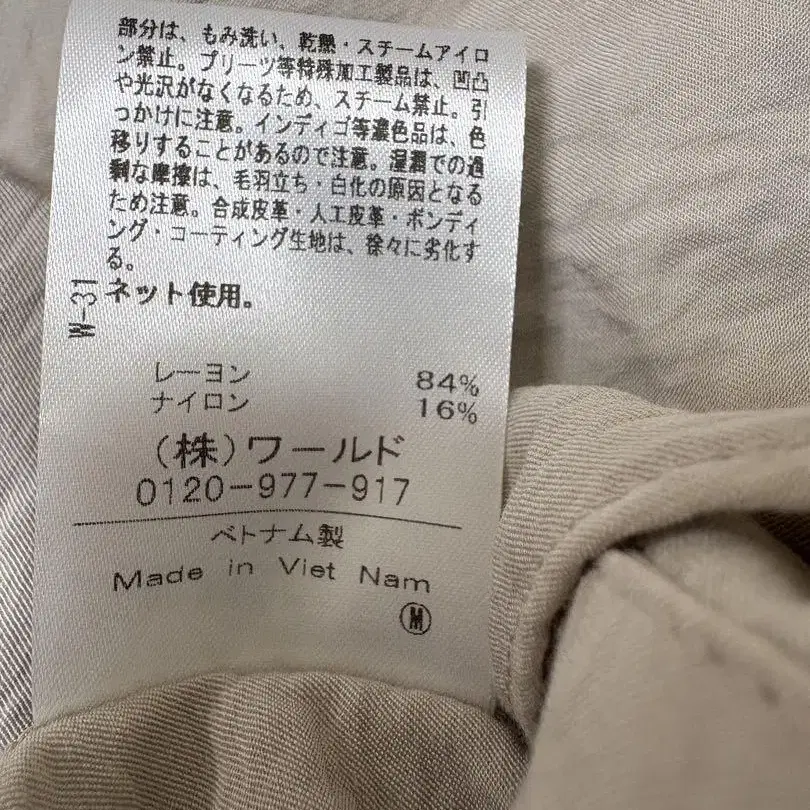 部分は、もみ洗い、乾熱・スチームアイロ
ン禁止。プリーツ等特殊加工製品は、凹凸
や光沢がなくなるため、スチーム禁止。引
っかけに注意。インディゴ等濃色品は、色
移りすることがあるので注意。湿潤での過
剰な摩擦は、毛羽立ち・白化の原因となる
ため注意。合成皮革・人工皮革・ボンディ
ング・コーティング生地は、徐々に劣化す
る。
ネット使用。
W-31
レーヨン 84%
ナイロン 16%
(株)ワールド
0120-977-917
ベトナム製
Made in Viet Nam
M